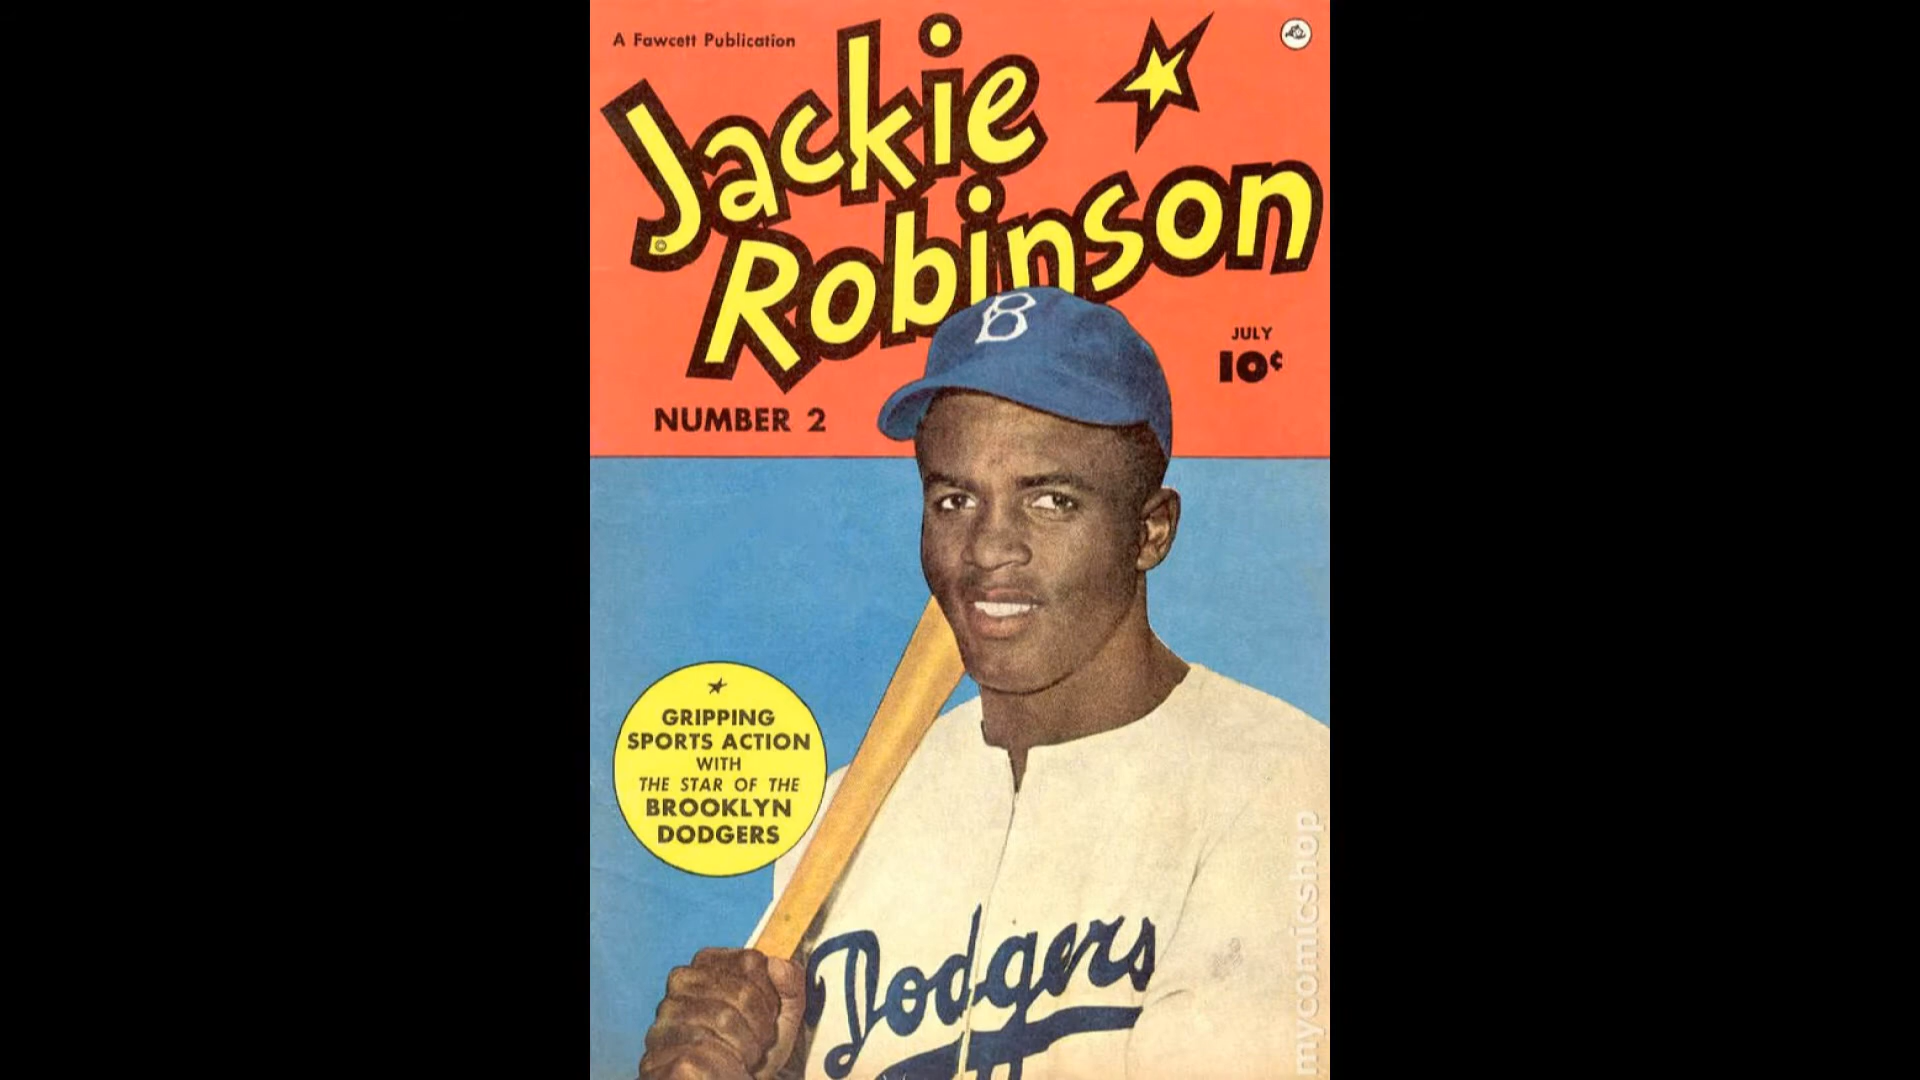 A Fawcett Publication
Jackie
Robinson
©
B
JULY
10¢
NUMBER 2
GRIPPING
SPORTS ACTION
WITH
THE STAR OF THE
BROOKLYN
DODGERS
Dodgers
mycomicshop